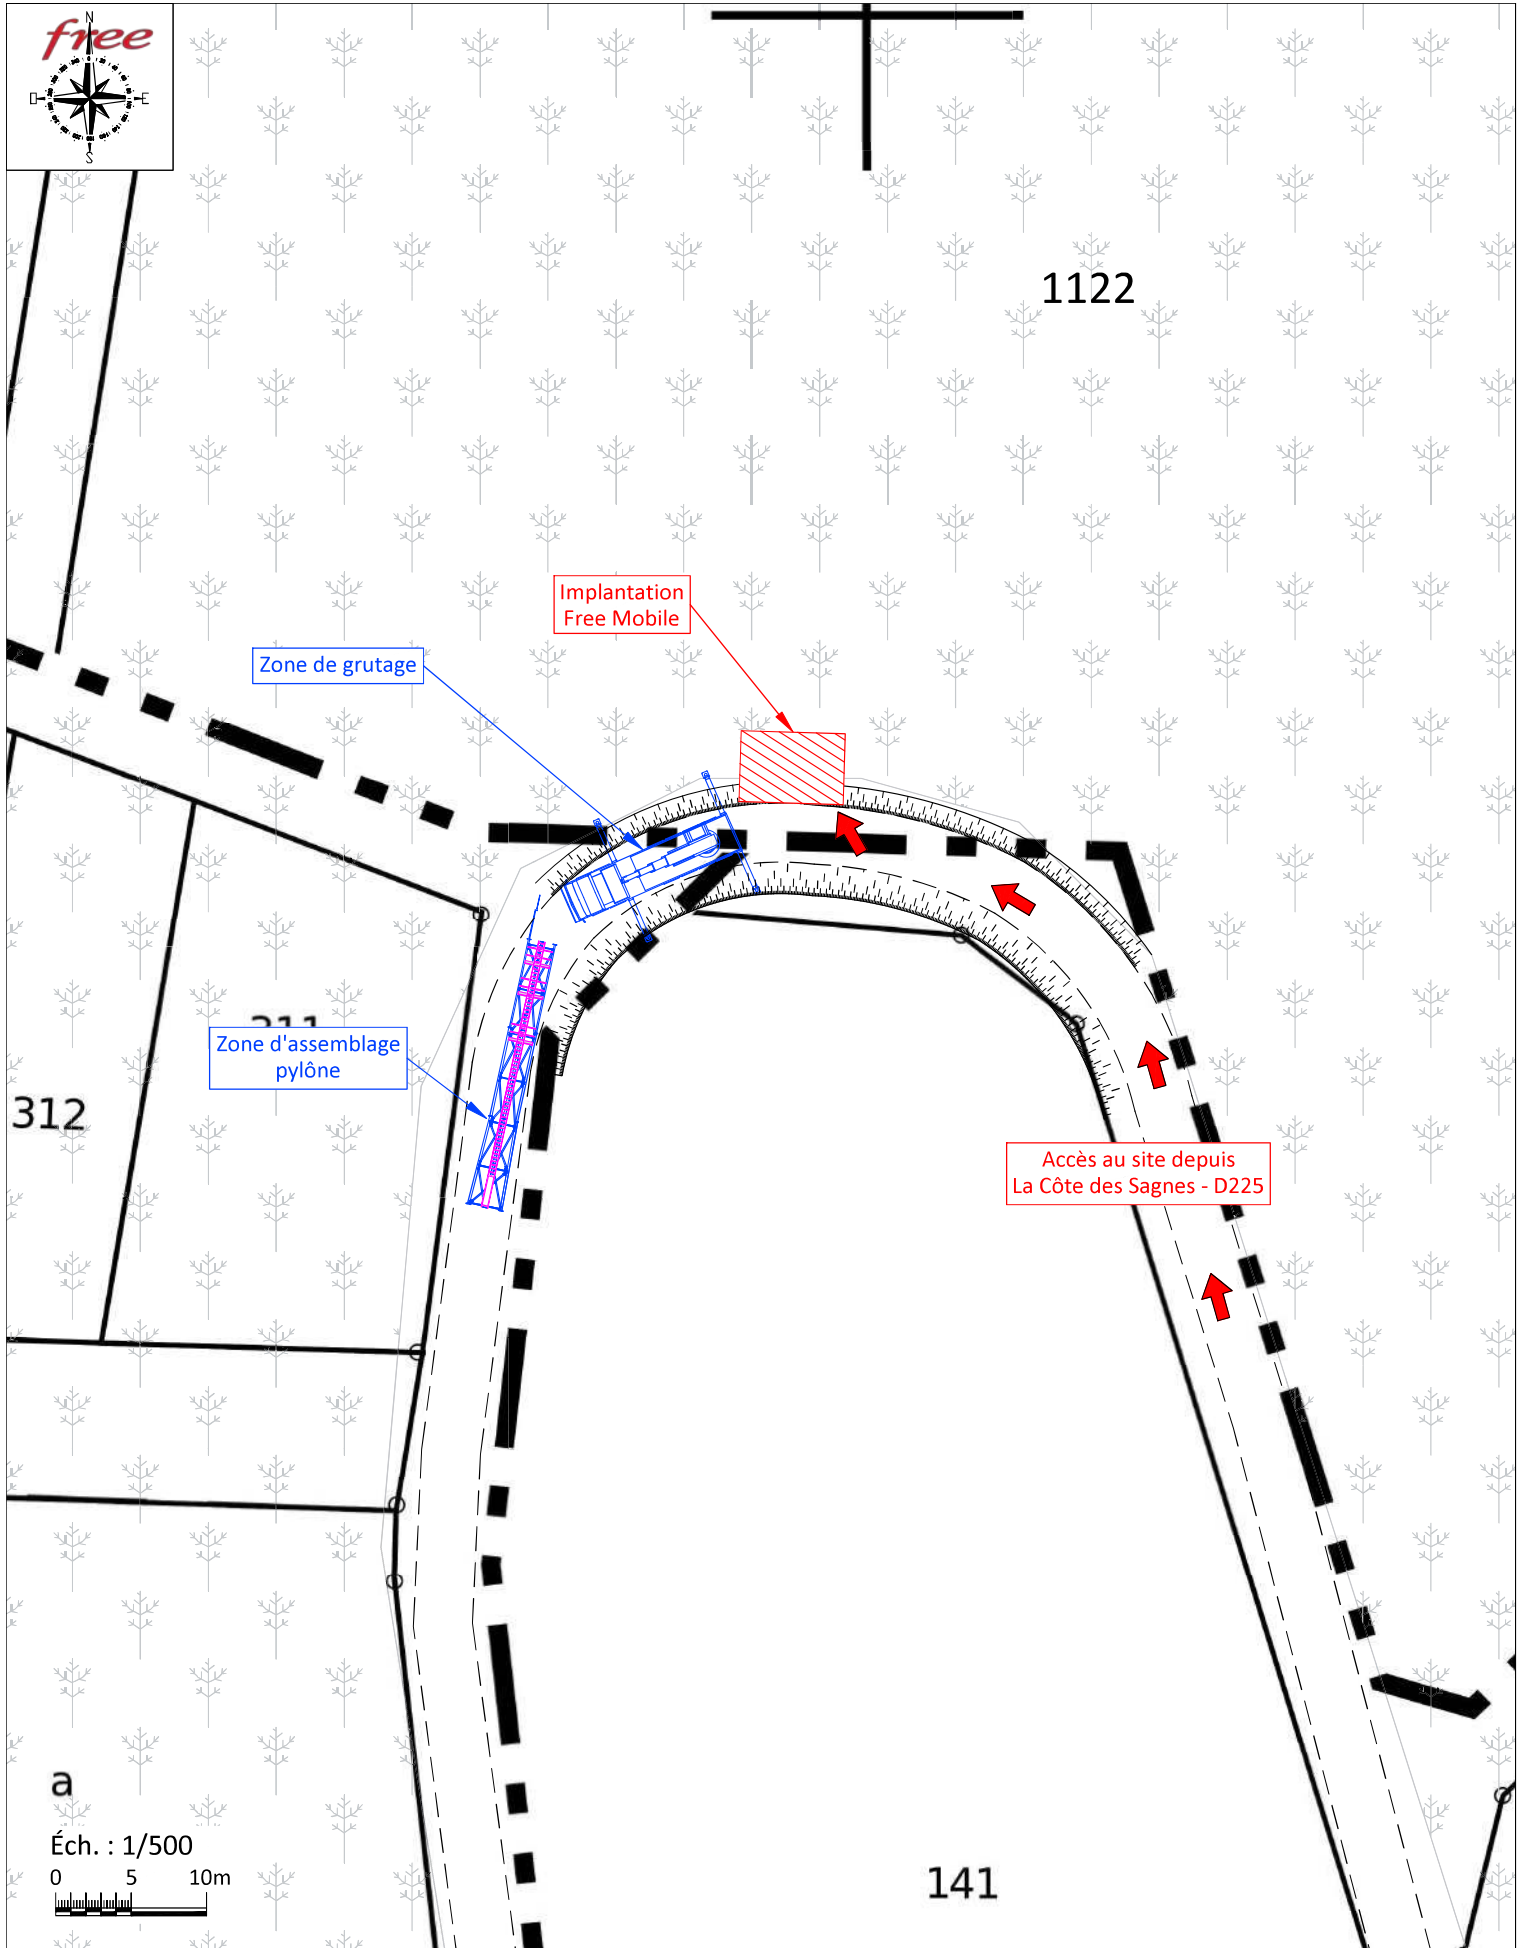 free
N
O
E
S
1122
Implantation
Free Mobile
Zone de grutage
311
Zone d'assemblage
pylône
312
Accès au site depuis
La Côte des Sagnes - D225
a
Éch. : 1/500
0 5 10m
141